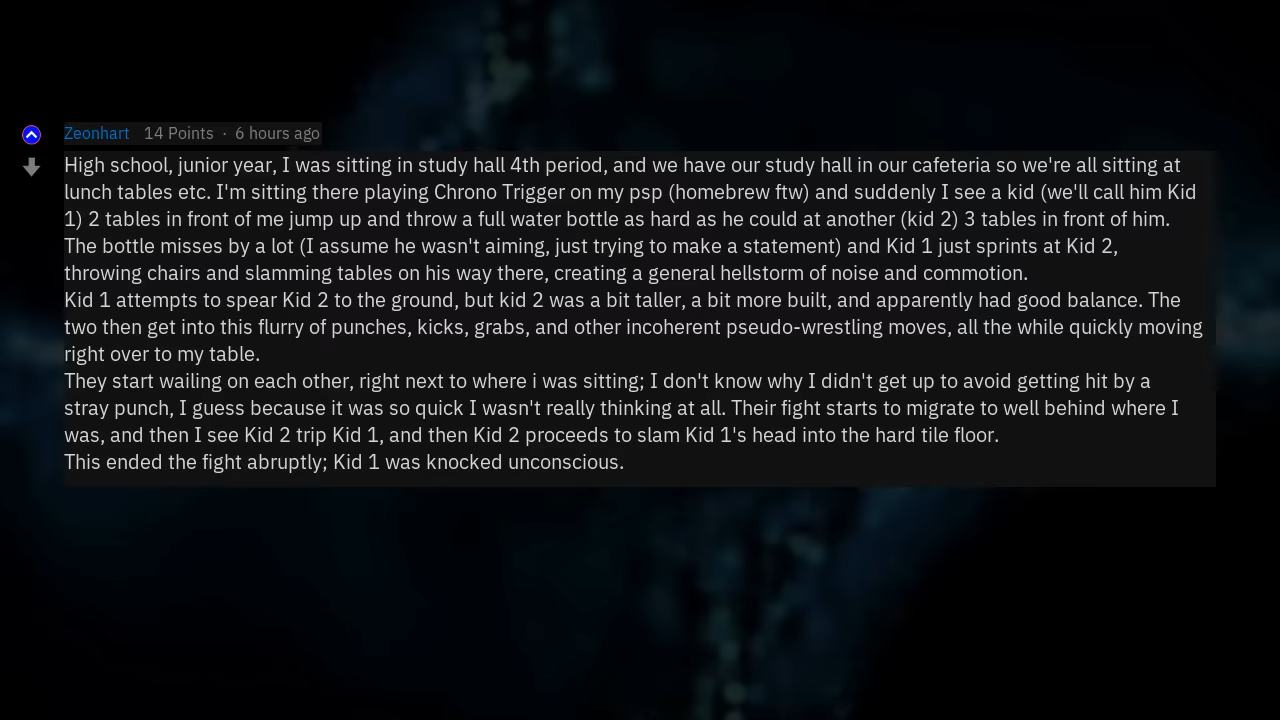 Zeonhart 14 Points · 6 hours ago
High school, junior year, I was sitting in study hall 4th period, and we have our study hall in our cafeteria so we're all sitting at
lunch tables etc. I'm sitting there playing Chrono Trigger on my psp (homebrew ftw) and suddenly I see a kid (we'll call him Kid
1) 2 tables in front of me jump up and throw a full water bottle as hard as he could at another (kid 2) 3 tables in front of him.
The bottle misses by a lot (I assume he wasn't aiming, just trying to make a statement) and Kid 1 just sprints at Kid 2,
throwing chairs and slamming tables on his way there, creating a general hellstorm of noise and commotion.
Kid 1 attempts to spear Kid 2 to the ground, but kid 2 was a bit taller, a bit more built, and apparently had good balance. The
two then get into this flurry of punches, kicks, grabs, and other incoherent pseudo-wrestling moves, all the while quickly moving
right over to my table.
They start wailing on each other, right next to where i was sitting; I don't know why I didn't get up to avoid getting hit by a
stray punch, I guess because it was so quick I wasn't really thinking at all. Their fight starts to migrate to well behind where I
was, and then I see Kid 2 trip Kid 1, and then Kid 2 proceeds to slam Kid 1's head into the hard tile floor.
This ended the fight abruptly; Kid 1 was knocked unconscious.